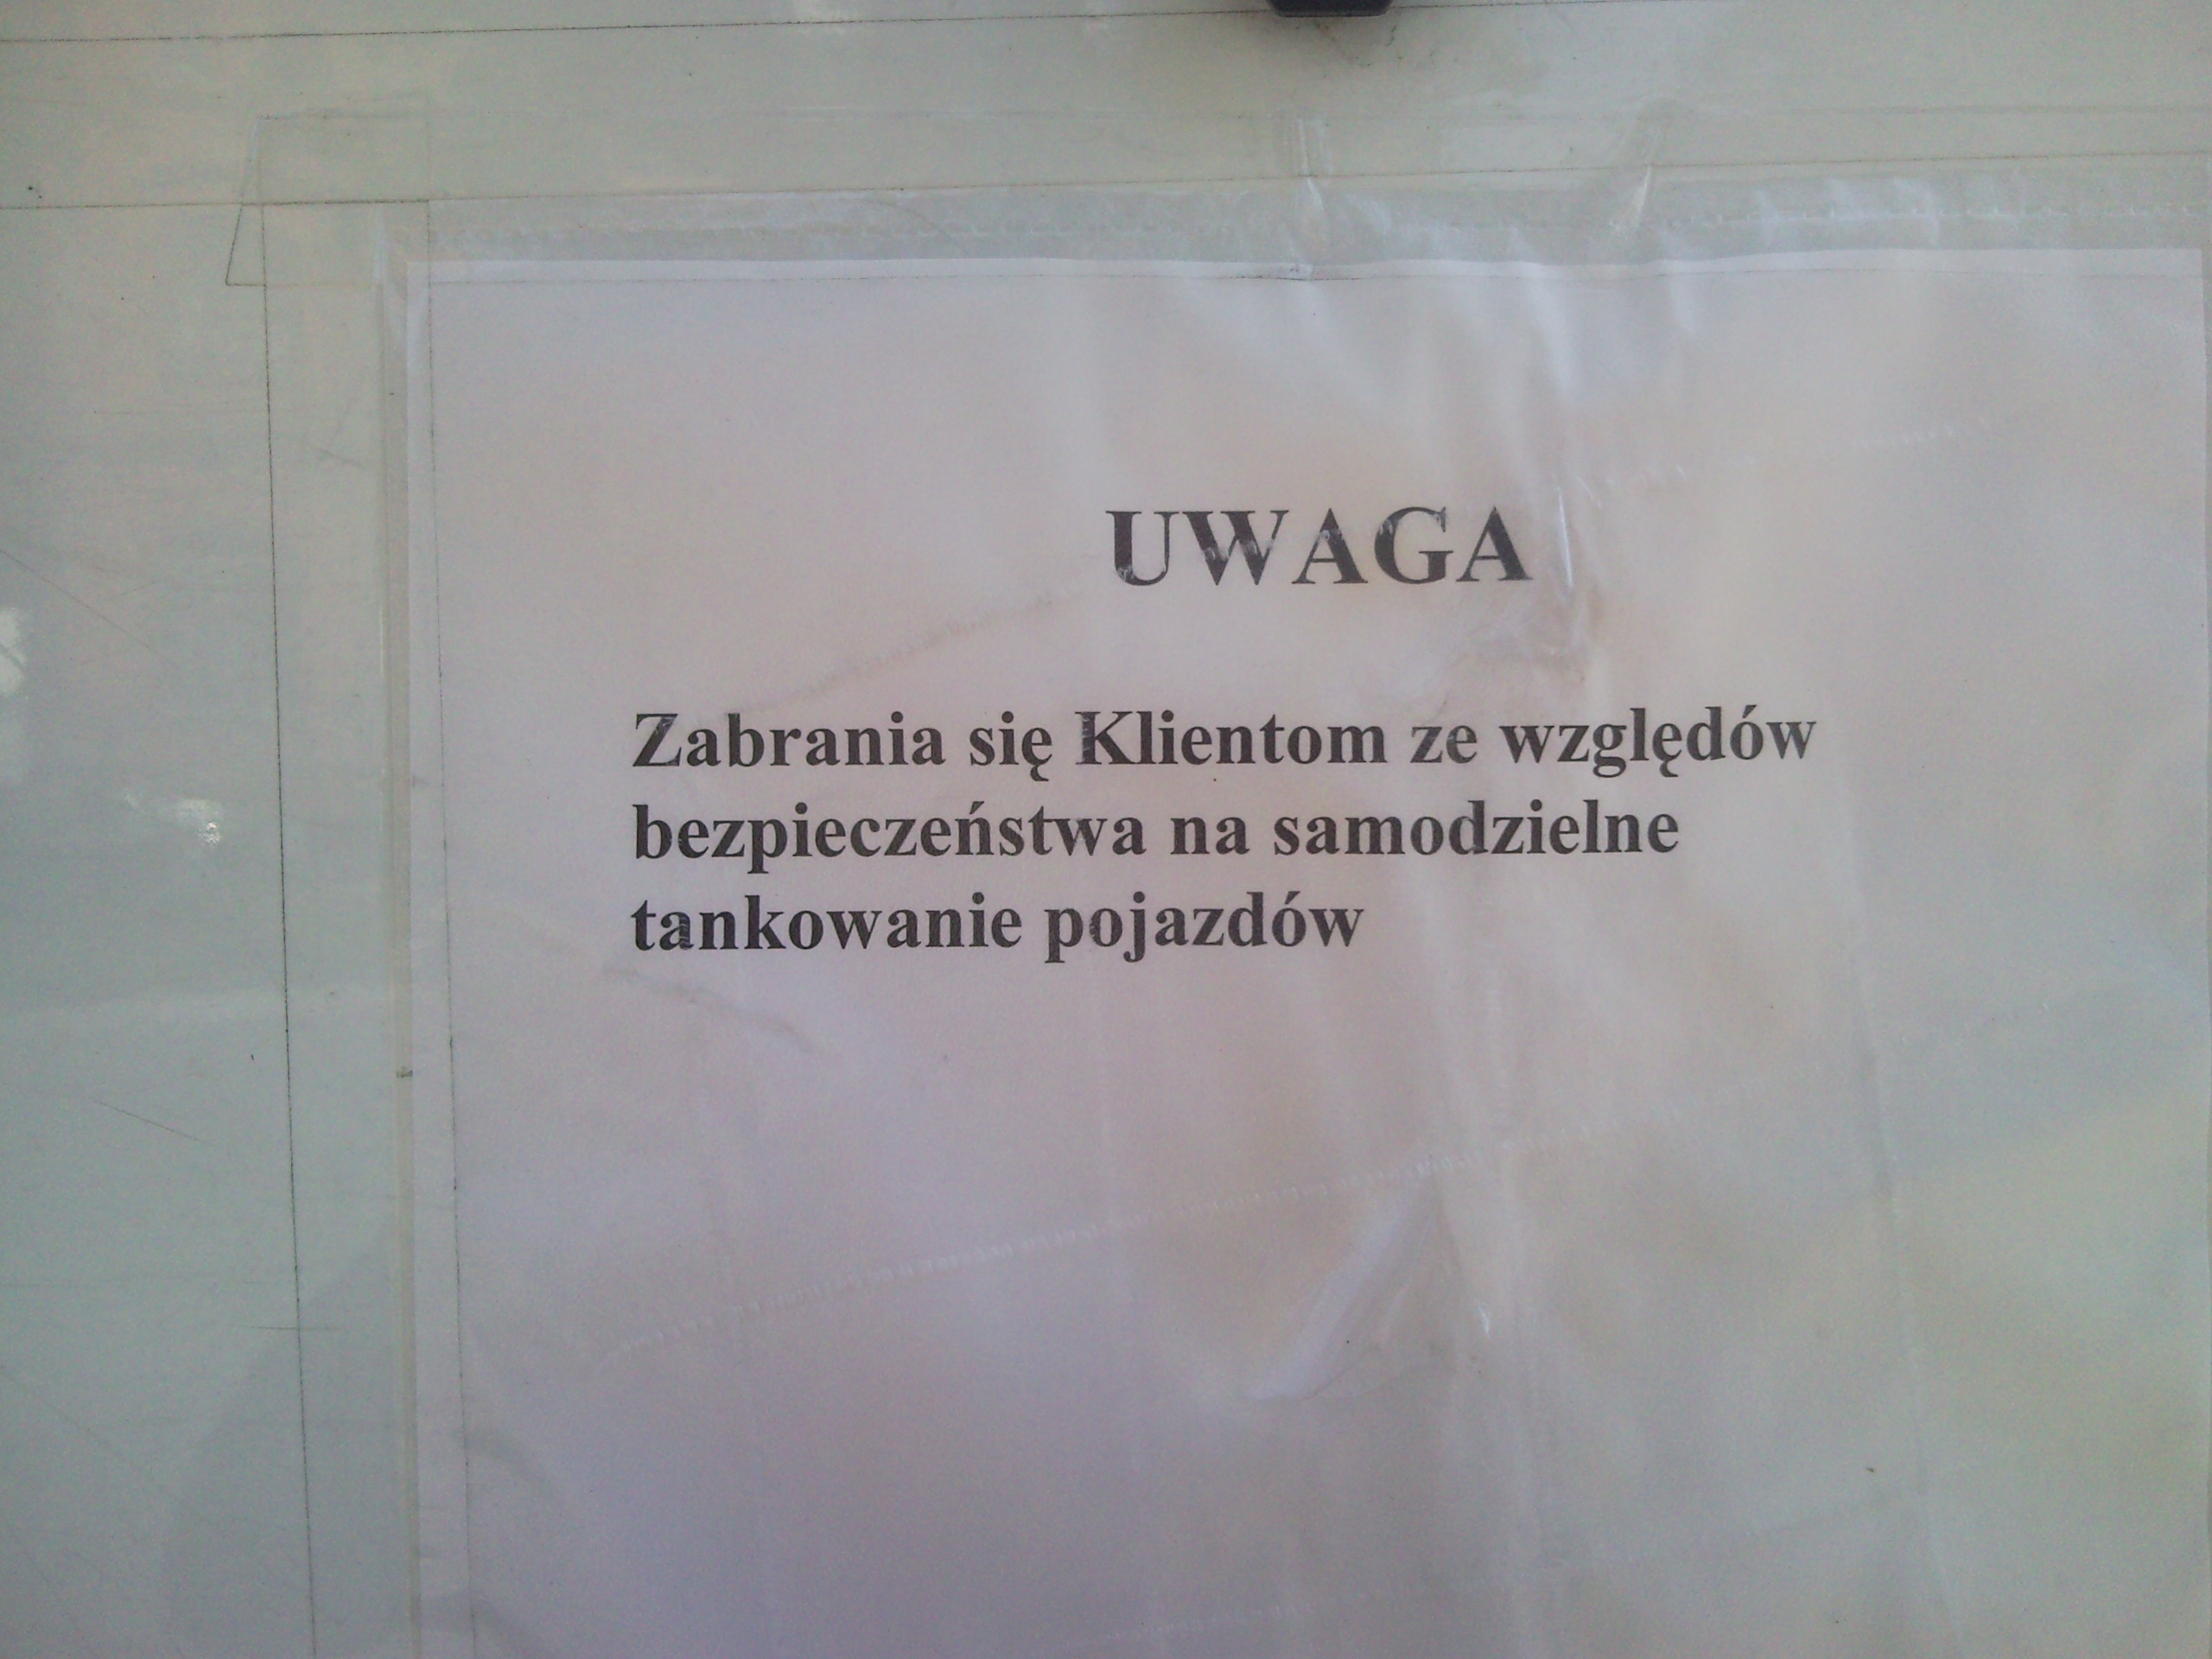 UWAGA
Zabrania się Klientom ze względów
bezpieczeństwa na samodzielne
tankowanie pojazdów